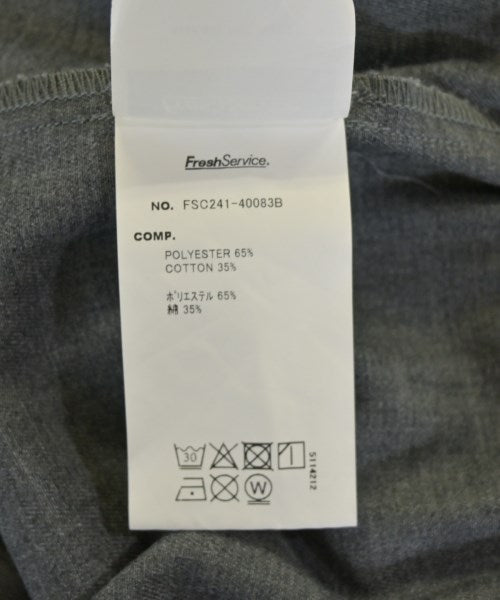 FreshService.
NO. FSC241-40083B
COMP.
POLYESTER 65%
COTTON 35%
ポリエステル 65%
綿 35%
30
W
5114212